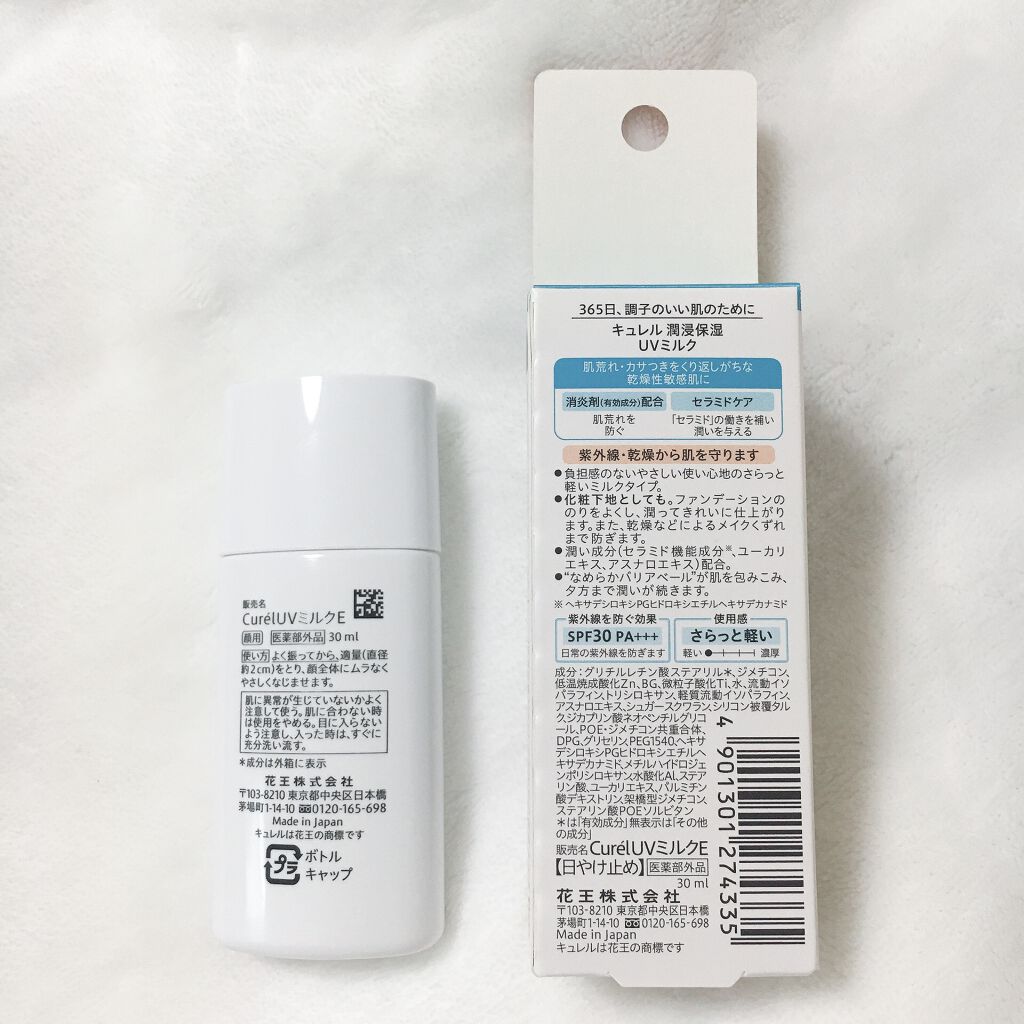 販売名
CurélUVミルクE
顔用 医薬部外品 30 ml
使い方 よく振ってから、適量(直径
約2cm)をとり、顔全体にムラなく
やさしくなじませます。
肌に異常が生じていないかよく
注意して使う。肌に合わない時
は使用をやめる。目に入らない
よう注意し、入った時は、すぐに
充分洗い流す。
*成分は外箱に表示
花王株式会社
〒103-8210 東京都中央区日本橋
茅場町1-14-10 0120-165-698
Made in Japan
キュレルは花王の商標です
プラ ボトル
キャップ
365日、調子のいい肌のために
キュレル 潤浸保湿
UVミルク
肌荒れ・カサつきをくり返しがちな
乾燥性敏感肌に
消炎剤(有効成分)配合 セラミドケア
肌荒れを
防ぐ
「セラミド」の働きを補い
潤いを与える
紫外線・乾燥から肌を守ります
●負担感のないやさしい使い心地のさらっと
軽いミルクタイプ。
●化粧下地としても。ファンデーションの
のりをよくし、潤ってきれいに仕上がり
ます。また、乾燥などによるメイクくずれ
まで防ぎます。
●潤い成分(セラミド機能成分※、ユーカリ
エキス、アスナロエキス)配合。
●“なめらかバリアベール”が肌を包みこみ、
夕方まで潤いが続きます。
※ヘキサデシロキシPGヒドロキシエチルヘキサデカナミド
紫外線を防ぐ効果
SPF30 PA+++
日常の紫外線を防ぎます
使用感
さらっと軽い
軽い 濃厚
成分:グリチルレチン酸ステアリル*、ジメチコン、
低温焼成酸化Zn、BG、微粒子酸化Ti、水、流動イソ
パラフィン、トリシロキサン、軽質流動イソパラフィン、
アスナロエキス、シュガースクワラン、シリコン被覆タル
ク、ジカプリン酸ネオペンチルグリコ
ール、POE・ジメチコン共重合体、
DPG、グリセリン、PEG1540、ヘキサ
デシロキシPGヒドロキシエチルヘ
キサデカナミド、メチルハイドロジェ
ンポリシロキサン、水酸化Al、ステア
リン酸、ユーカリエキス、パルミチン
酸デキストリン、架橋型ジメチコン、
ステアリン酸POEソルビタン
*は「有効成分」無表示は「その他
の成分」
販売名 CurélUVミルクE
【日やけ止め】 医薬部外品
30 ml
花王株式会社
〒103-8210 東京都中央区日本橋
茅場町1-14-10 0120-165-698
Made in Japan
キュレルは花王の商標です
4 901301 274335